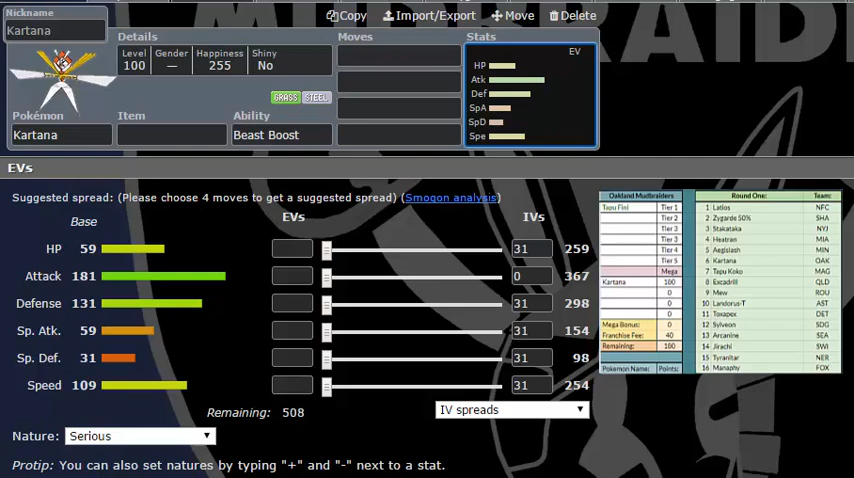 Nickname
Kartana
Copy Import/Export Move Delete
Details
Level Gender Happiness Shiny
100 — 255 No
GRASS STEEL
Pokémon Item Ability
Kartana Beast Boost
Moves
Stats
EV
HP
Atk
Def
SpA
SpD
Spe
EVs
Suggested spread: (Please choose 4 moves to get a suggested spread) (Smogon analysis)
Base EVs IVs
HP 59 31 259
Attack 181 0 367
Defense 131 31 298
Sp. Atk. 59 31 154
Sp. Def. 31 31 98
Speed 109 31 254
Remaining: 508 IV spreads
Nature: Serious
Protip: You can also set natures by typing "+" and "-" next to a stat.
Oakland Mudbraiders
Tapu Fini Tier 1
Tier 2
Tier 3
Tier 3
Tier 4
Tier 5
Mega
Kartana 100
0
0
0
Mega Bonus: 0
Franchise Fee: 40
Remaining: 100
Pokemon Name: Points:
Round One: Team:
1 Latios NFC
2 Zygarde 50% SHA
3 Stakataka NYJ
4 Heatran MIA
5 Aegislash MIN
6 Kartana OAK
7 Tapu Koko MAG
8 Excadrill QLD
9 Mew ROU
10 Landorus-T AST
11 Toxapex DET
12 Sylveon SDG
13 Arcanine SEA
14 Jirachi SWI
15 Tyranitar NER
16 Manaphy FOX